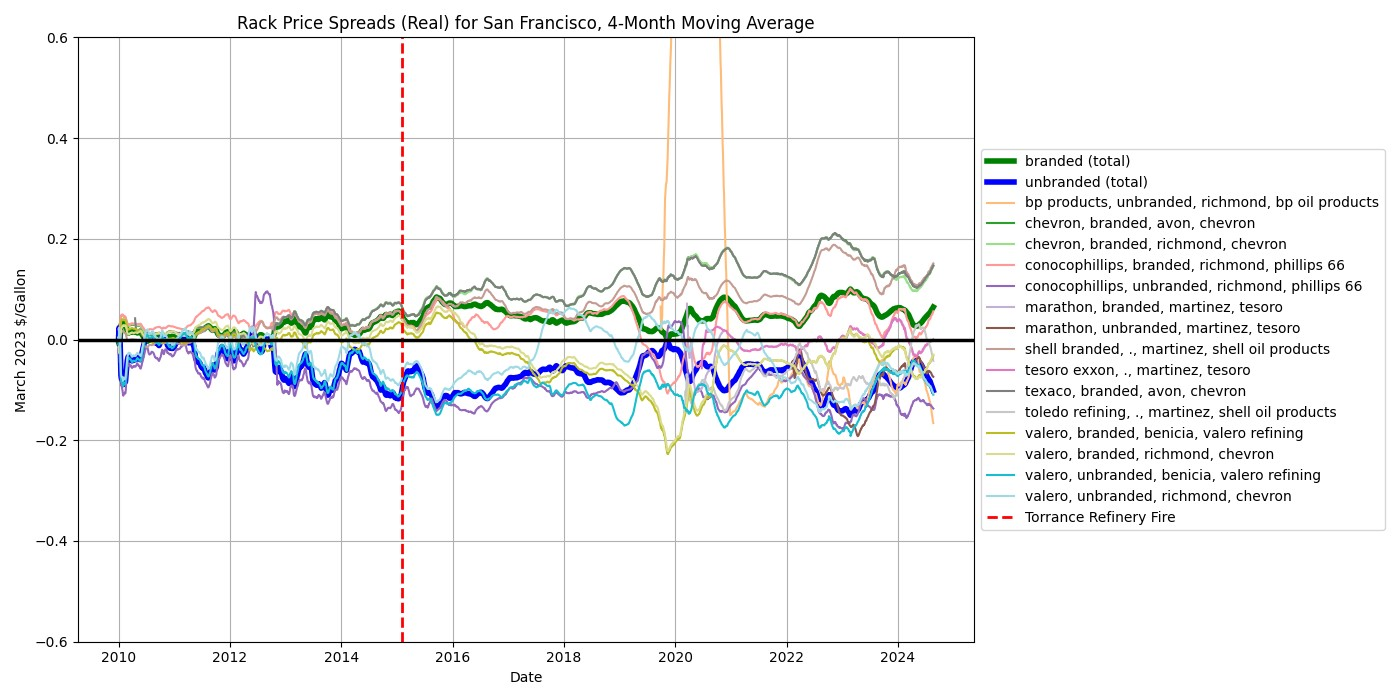 Rack Price Spreads (Real) for San Francisco, 4-Month Moving Average
March 2023 $/Gallon
0.6
0.4
0.2
0.0
−0.2
−0.4
−0.6
2010 2012 2014 2016 2018 2020 2022 2024
Date
branded (total)
unbranded (total)
bp products, unbranded, richmond, bp oil products
chevron, branded, avon, chevron
chevron, branded, richmond, chevron
conocophillips, branded, richmond, phillips 66
conocophillips, unbranded, richmond, phillips 66
marathon, branded, martinez, tesoro
marathon, unbranded, martinez, tesoro
shell branded, ., martinez, shell oil products
tesoro exxon, ., martinez, tesoro
texaco, branded, avon, chevron
toledo refining, ., martinez, shell oil products
valero, branded, benicia, valero refining
valero, branded, richmond, chevron
valero, unbranded, benicia, valero refining
valero, unbranded, richmond, chevron
Torrance Refinery Fire